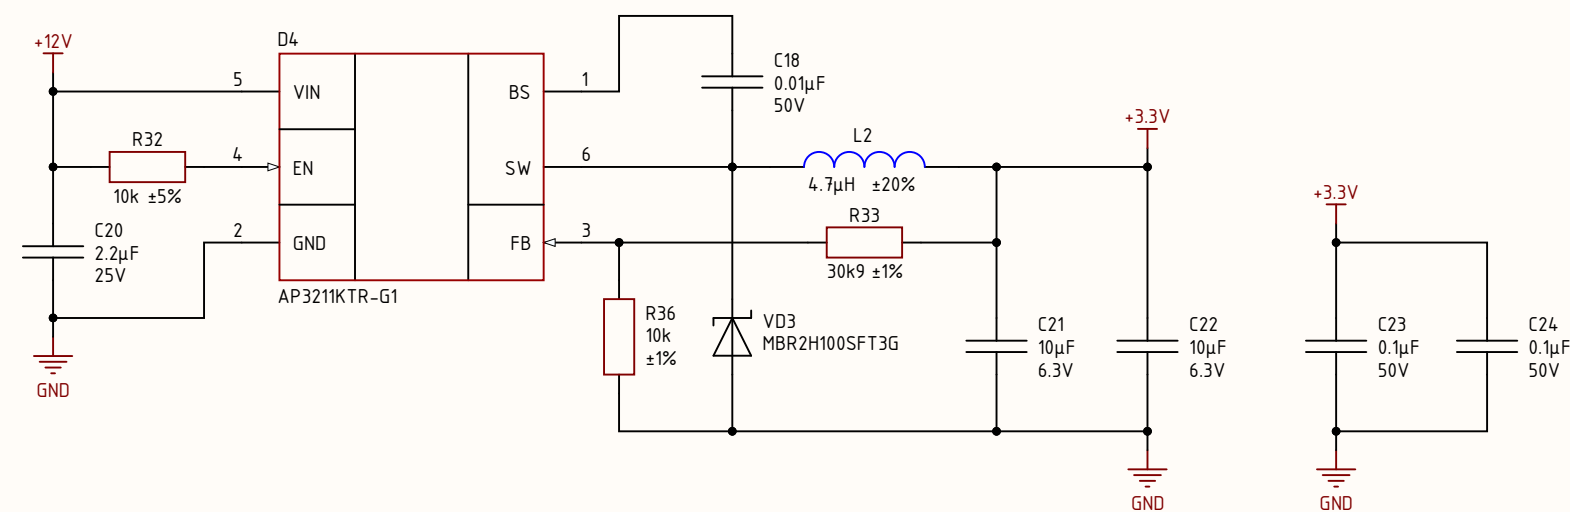 +12V
D4
5
VIN
BS
1
C18
0.01µF
50V
R32
10k ±5%
4
EN
SW
6
L2
4.7µH ±20%
+3.3V
C20
2.2µF
25V
2
GND
FB
3
R33
30k9 ±1%
AP3211KTR-G1
GND
R36
10k
±1%
VD3
MBR2H100SFT3G
C21
10µF
6.3V
C22
10µF
6.3V
GND
+3.3V
C23
0.1µF
50V
C24
0.1µF
50V
GND